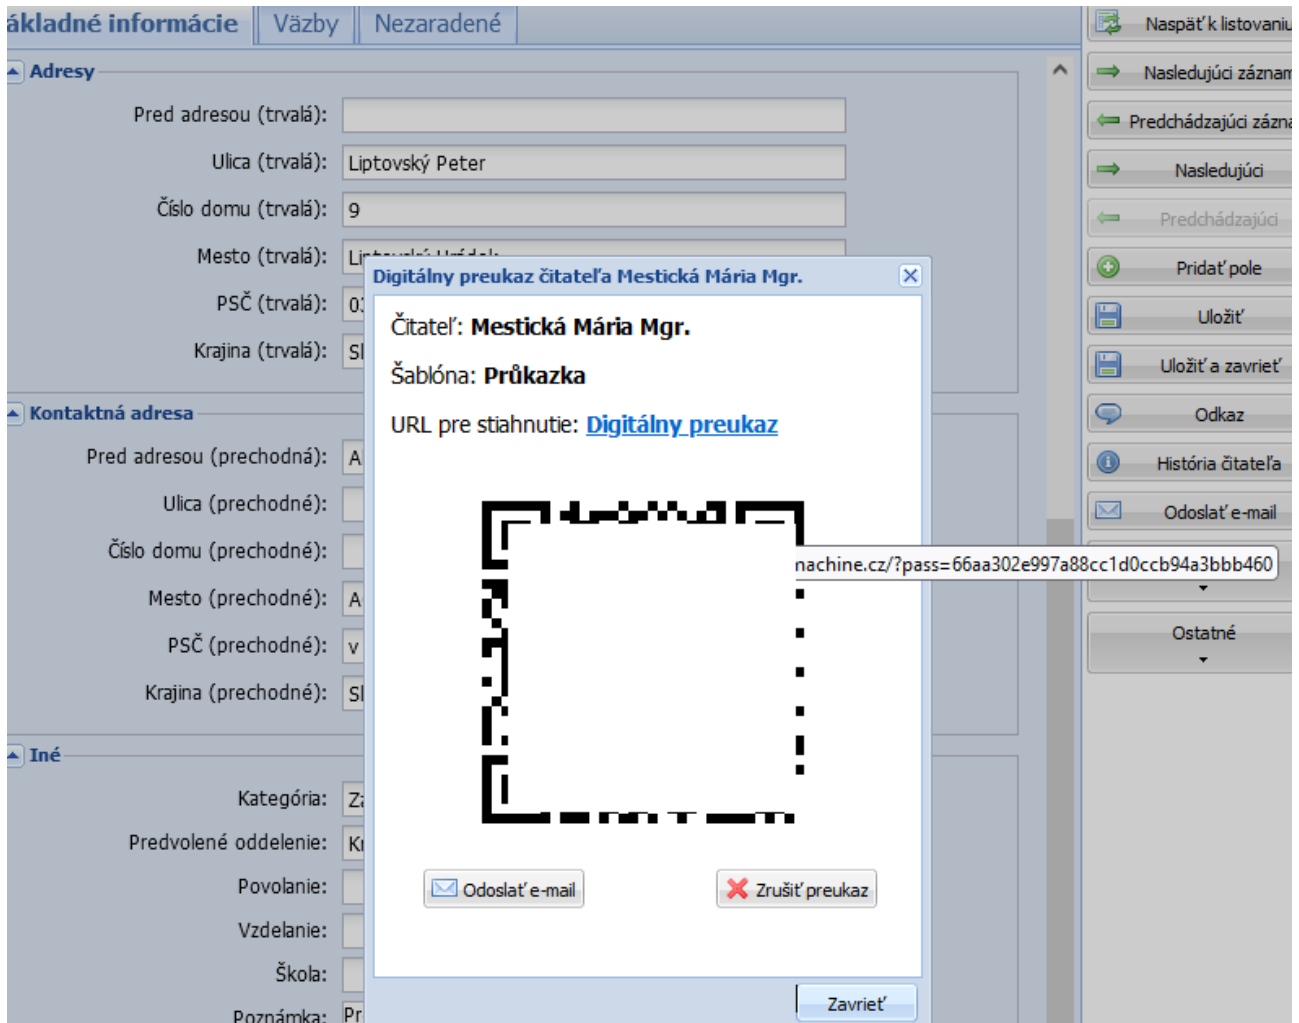 ákladné informácie Väzby Nezaradené
Adresy
Pred adresou (trvalá):
Ulica (trvalá): Liptovský Peter
Číslo domu (trvalá): 9
Mesto (trvalá):
PSČ (trvalá):
Krajina (trvalá):
Kontaktná adresa
Pred adresou (prechodná): A
Ulica (prechodné):
Číslo domu (prechodné):
Mesto (prechodné): A
PSČ (prechodné): v
Krajina (prechodné): Sl
Iné
Kategória:
Predvolené oddelenie:
Povolanie:
Vzdelanie:
Škola:
Poznámka: Pr
Digitálny preukaz čitateľa Mestická Mária Mgr.
Čitateľ: Mestická Mária Mgr.
Šablóna: Průkazka
URL pre stiahnutie: Digitálny preukaz
machine.cz/?pass=66aa302e997a88cc1d0ccb94a3bbb460
Odoslať e-mail Zrušiť preukaz
Zavrieť
Naspäť k listovaniu
Nasledujúci záznam
Predchádzajúci zázna
Nasledujúci
Predchádzajúci
Pridať pole
Uložiť
Uložiť a zavrieť
Odkaz
História čitateľa
Odoslať e-mail
Ostatné